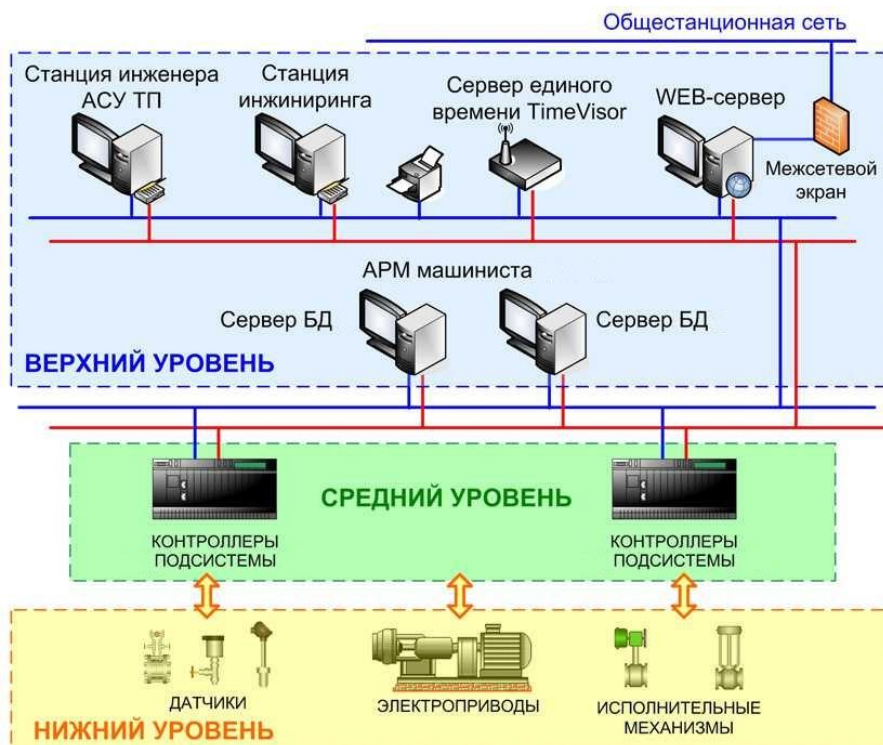 Общестанционная сеть
Станция инженера
АСУ ТП
Станция
инжиниринга
Сервер единого
времени TimeVisor
WEB-сервер
Межсетевой
экран
АРМ машиниста
Сервер БД
Сервер БД
ВЕРХНИЙ УРОВЕНЬ
СРЕДНИЙ УРОВЕНЬ
КОНТРОЛЛЕРЫ
ПОДСИСТЕМЫ
КОНТРОЛЛЕРЫ
ПОДСИСТЕМЫ
ДАТЧИКИ
ЭЛЕКТРОПРИВОДЫ
ИСПОЛНИТЕЛЬНЫЕ
МЕХАНИЗМЫ
НИЖНИЙ УРОВЕНЬ